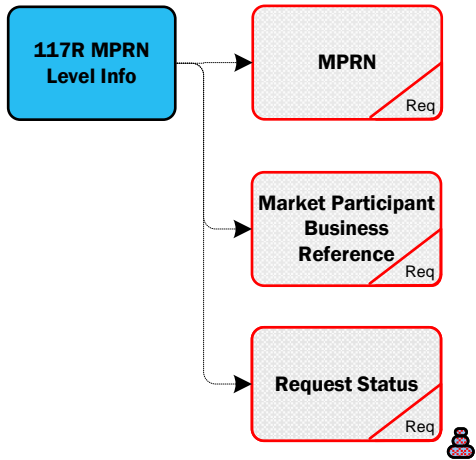 117R MPRN
Level Info
MPRN
Req
Market Participant
Business
Reference
Req
Request Status
Req